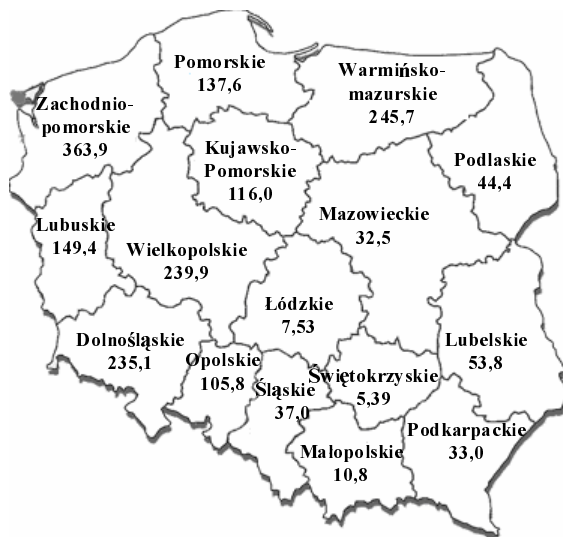 Pomorskie
137,6
Warmińsko-
mazurskie
245,7
Zachodnio-
pomorskie
363,9
Kujawsko-
Pomorskie
116,0
Podlaskie
44,4
Mazowieckie
32,5
Lubuskie
149,4
Wielkopolskie
239,9
Łódzkie
7,53
Dolnośląskie
235,1
Lubelskie
53,8
Opolskie
105,8
Śląskie
37,0
Świętokrzyskie
5,39
Podkarpackie
33,0
Małopolskie
10,8